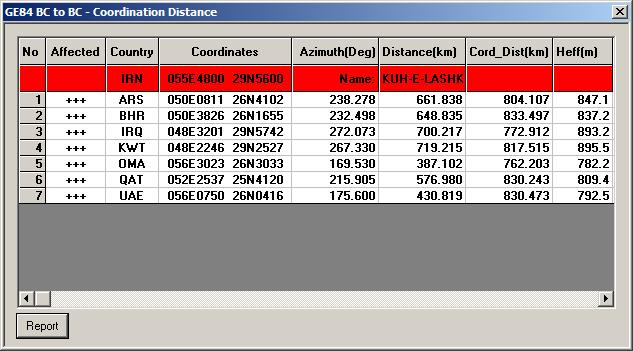 GE84 BC to BC - Coordination Distance
No Affected Country Coordinates Azimuth(Deg) Distance(km) Cord_Dist(km) Heff(m)
IRN 055E4800 29N5600 Name: KUH-E-LASHK
1 +++ ARS 050E0811 26N4102 238.278 661.838 804.107 847.1
2 +++ BHR 050E3826 26N1655 232.498 648.835 833.497 837.2
3 +++ IRQ 048E3201 29N5742 272.073 700.217 772.912 893.2
4 +++ KWT 048E2246 29N2527 267.330 719.215 817.515 895.5
5 +++ OMA 056E3023 26N3033 169.530 387.102 762.203 782.2
6 +++ QAT 052E2537 25N4120 215.905 576.980 830.243 809.4
7 +++ UAE 056E0750 26N0416 175.600 430.819 830.473 792.5
Report